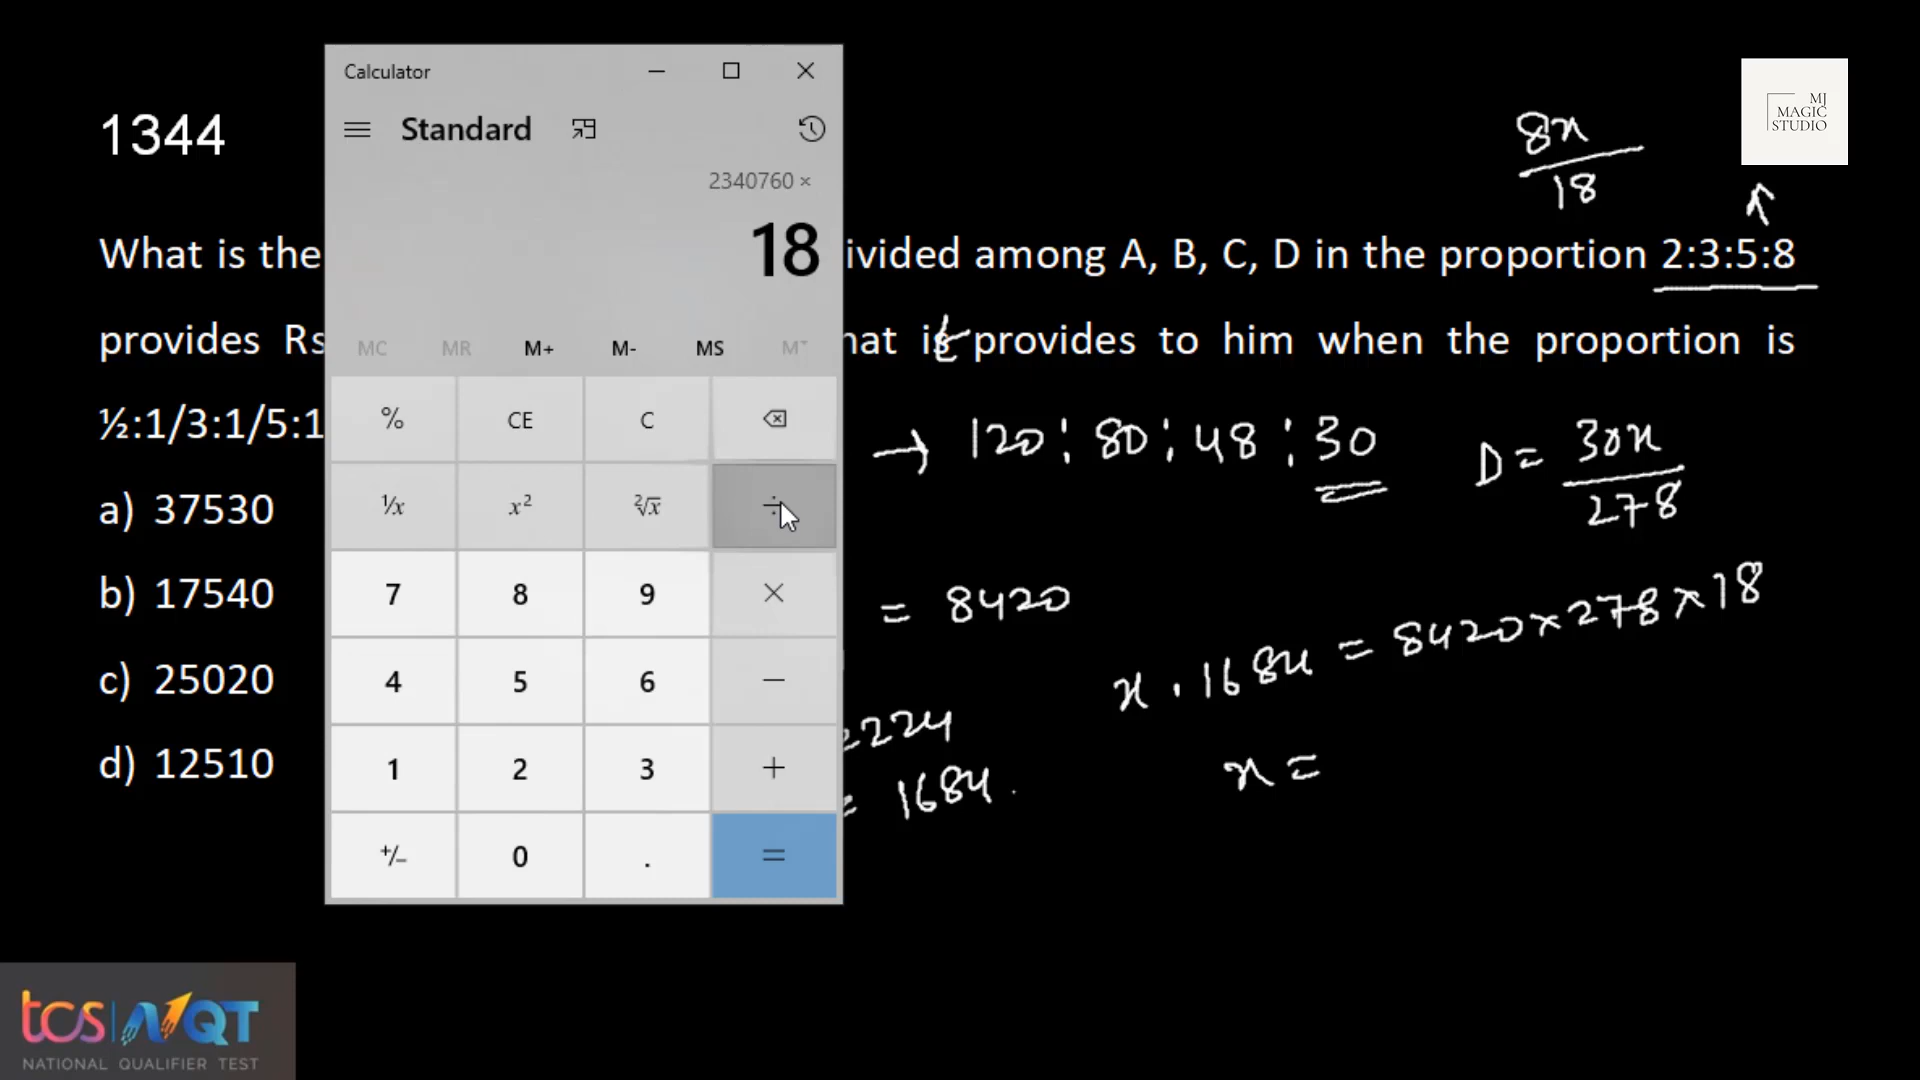 Calculator
Standard
2340760 ×
18
MC MR M+ M- MS M
% CE C
¹/x x² ²√x ÷
7 8 9 ×
4 5 6 −
1 2 3 +
+/− 0 . =
MJ
MAGIC
STUDIO
1344
8x
18
What is the ivided among A, B, C, D in the proportion 2:3:5:8
provides Rs provides to him when the proportion is
½:1/3:1/5:1
→ 120 : 80 : 48 : 30
D = 30x
278
a) 37530
b) 17540
c) 25020
d) 12510
= 8420
x . 1684 = 8420 × 278 × 18
2224
= 1684
x =
tcs NQT
NATIONAL QUALIFIER TEST